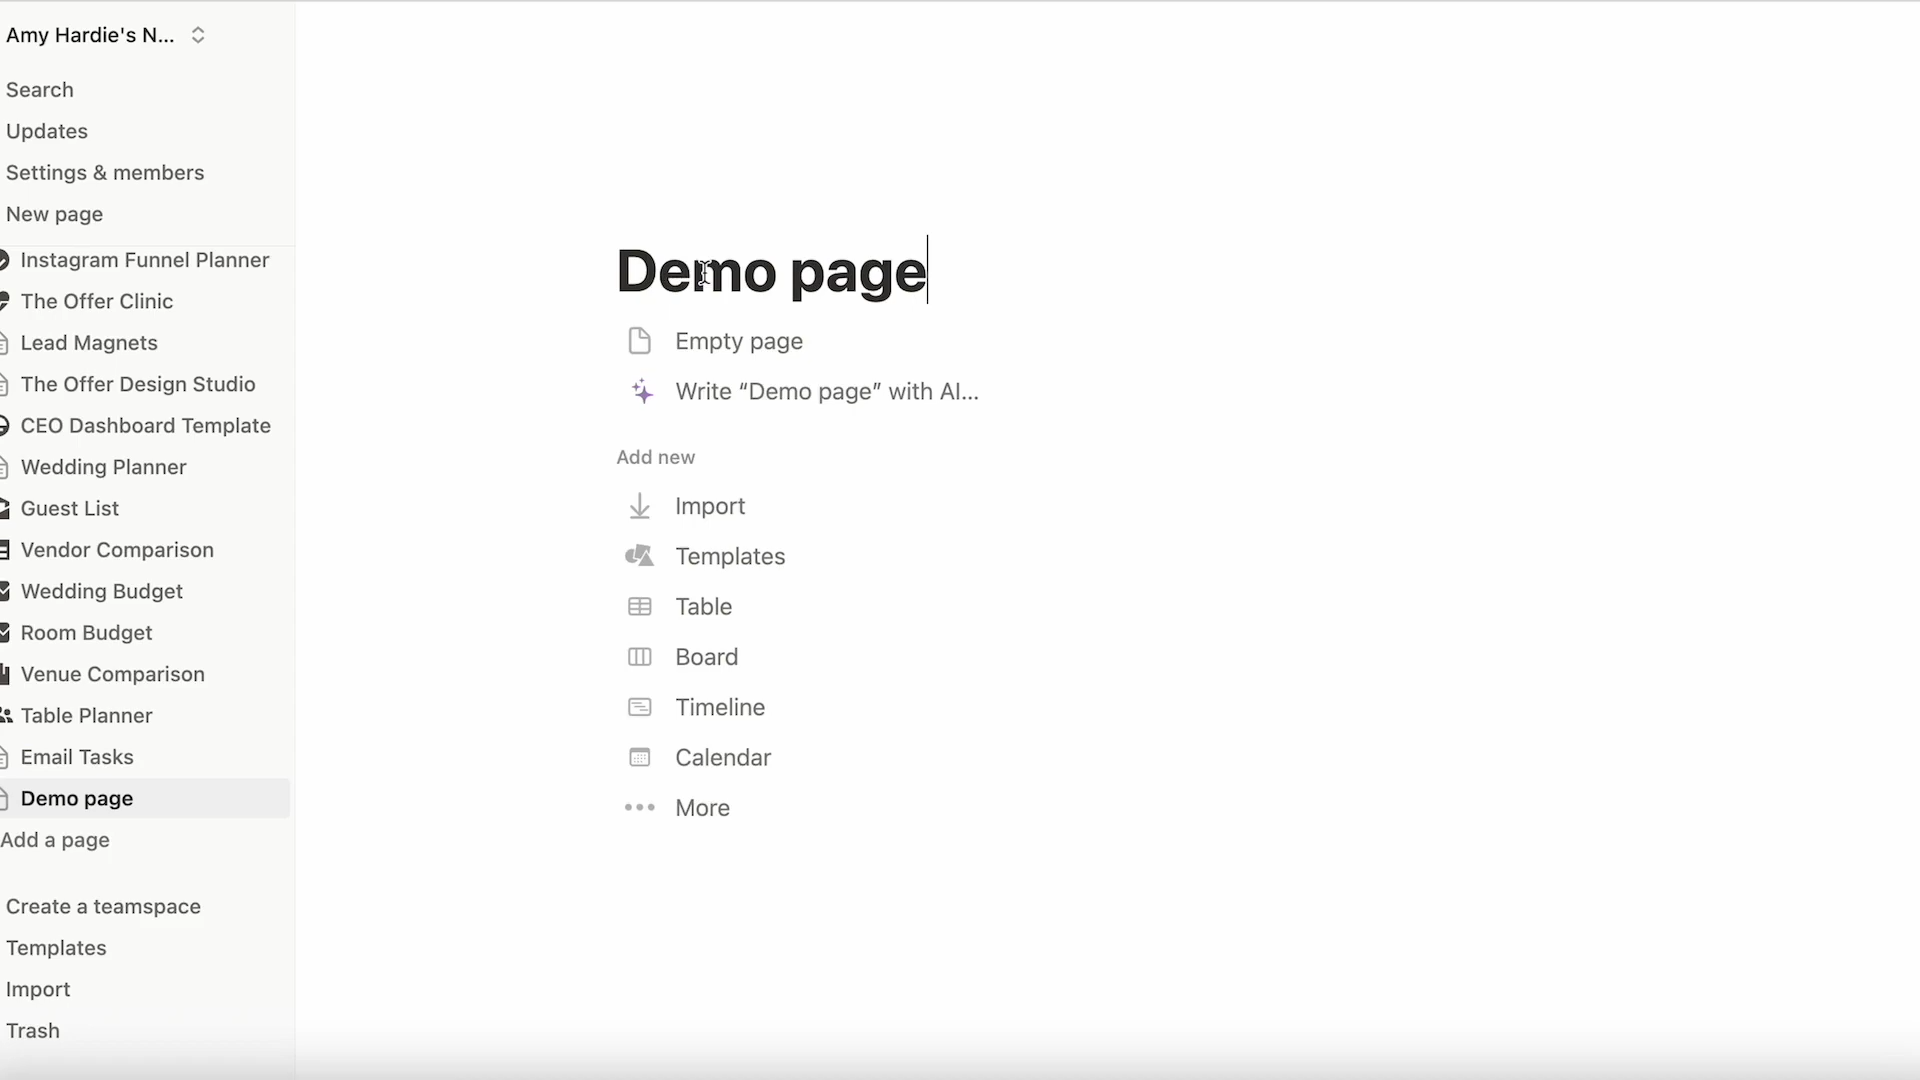 Amy Hardie's N...
Search
Updates
Settings & members
New page
Instagram Funnel Planner
The Offer Clinic
Lead Magnets
The Offer Design Studio
CEO Dashboard Template
Wedding Planner
Guest List
Vendor Comparison
Wedding Budget
Room Budget
Venue Comparison
Table Planner
Email Tasks
Demo page
Add a page
Create a teamspace
Templates
Import
Trash
Demo page
Empty page
Write “Demo page” with AI...
Add new
Import
Templates
Table
Board
Timeline
Calendar
More